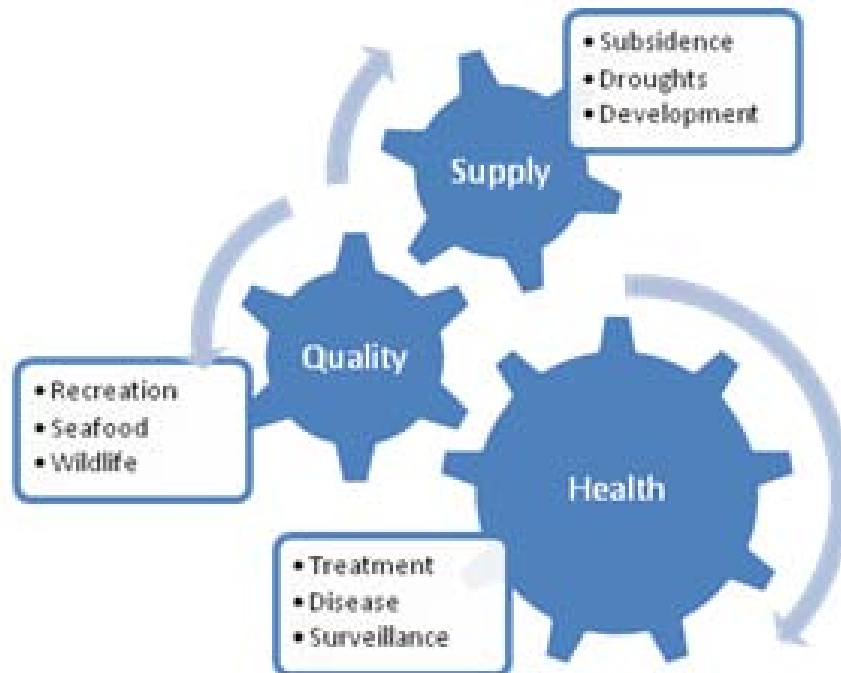 • Subsidence
• Droughts
• Development
Supply
Quality
• Recreation
• Seafood
• Wildlife
Health
• Treatment
• Disease
• Surveillance